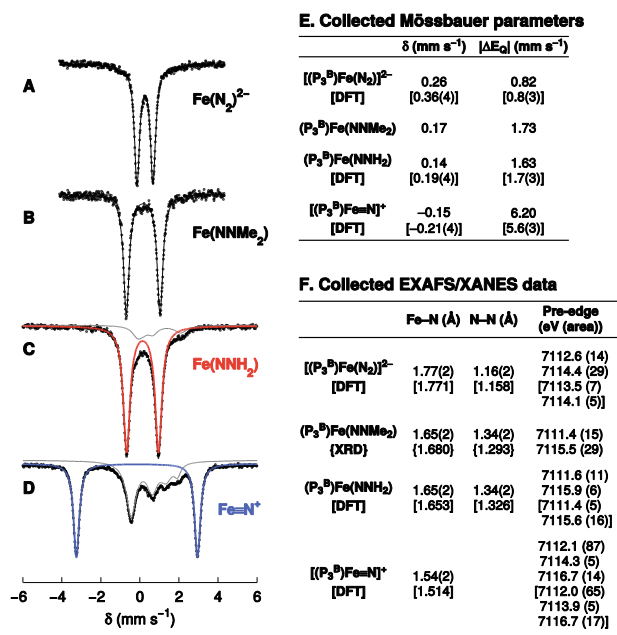 A
Fe(N₂)²⁻
B
Fe(NNMe₂)
C
Fe(NNH₂)
D
Fe≡N⁺
−6 −4 −2 0 2 4 6
δ (mm s⁻¹)
E. Collected Mössbauer parameters
δ (mm s⁻¹) |ΔE_Q| (mm s⁻¹)
[(P₃ᴮ)Fe(N₂)]²⁻ 0.26 0.82
[DFT] [0.36(4)] [0.8(3)]
(P₃ᴮ)Fe(NNMe₂) 0.17 1.73
(P₃ᴮ)Fe(NNH₂) 0.14 1.63
[DFT] [0.19(4)] [1.7(3)]
[(P₃ᴮ)Fe≡N]⁺ −0.15 6.20
[DFT] [−0.21(4)] [5.6(3)]
F. Collected EXAFS/XANES data
Fe–N (Å) N–N (Å) Pre-edge
(eV (area))
7112.6 (14)
[(P₃ᴮ)Fe(N₂)]²⁻ 1.77(2) 1.16(2) 7114.4 (29)
[DFT] [1.771] [1.158] [7113.5 (7)
7114.1 (5)]
(P₃ᴮ)Fe(NNMe₂) 1.65(2) 1.34(2) 7111.4 (15)
{XRD} {1.680} {1.293} 7115.5 (29)
7111.6 (11)
(P₃ᴮ)Fe(NNH₂) 1.65(2) 1.34(2) 7115.9 (6)
[DFT] [1.653] [1.326] [7111.4 (5)
7115.6 (16)]
7112.1 (87)
7114.3 (5)
[(P₃ᴮ)Fe≡N]⁺ 1.54(2) 7116.7 (14)
[DFT] [1.514] [7112.0 (65)
7113.9 (5)
7116.7 (17)]